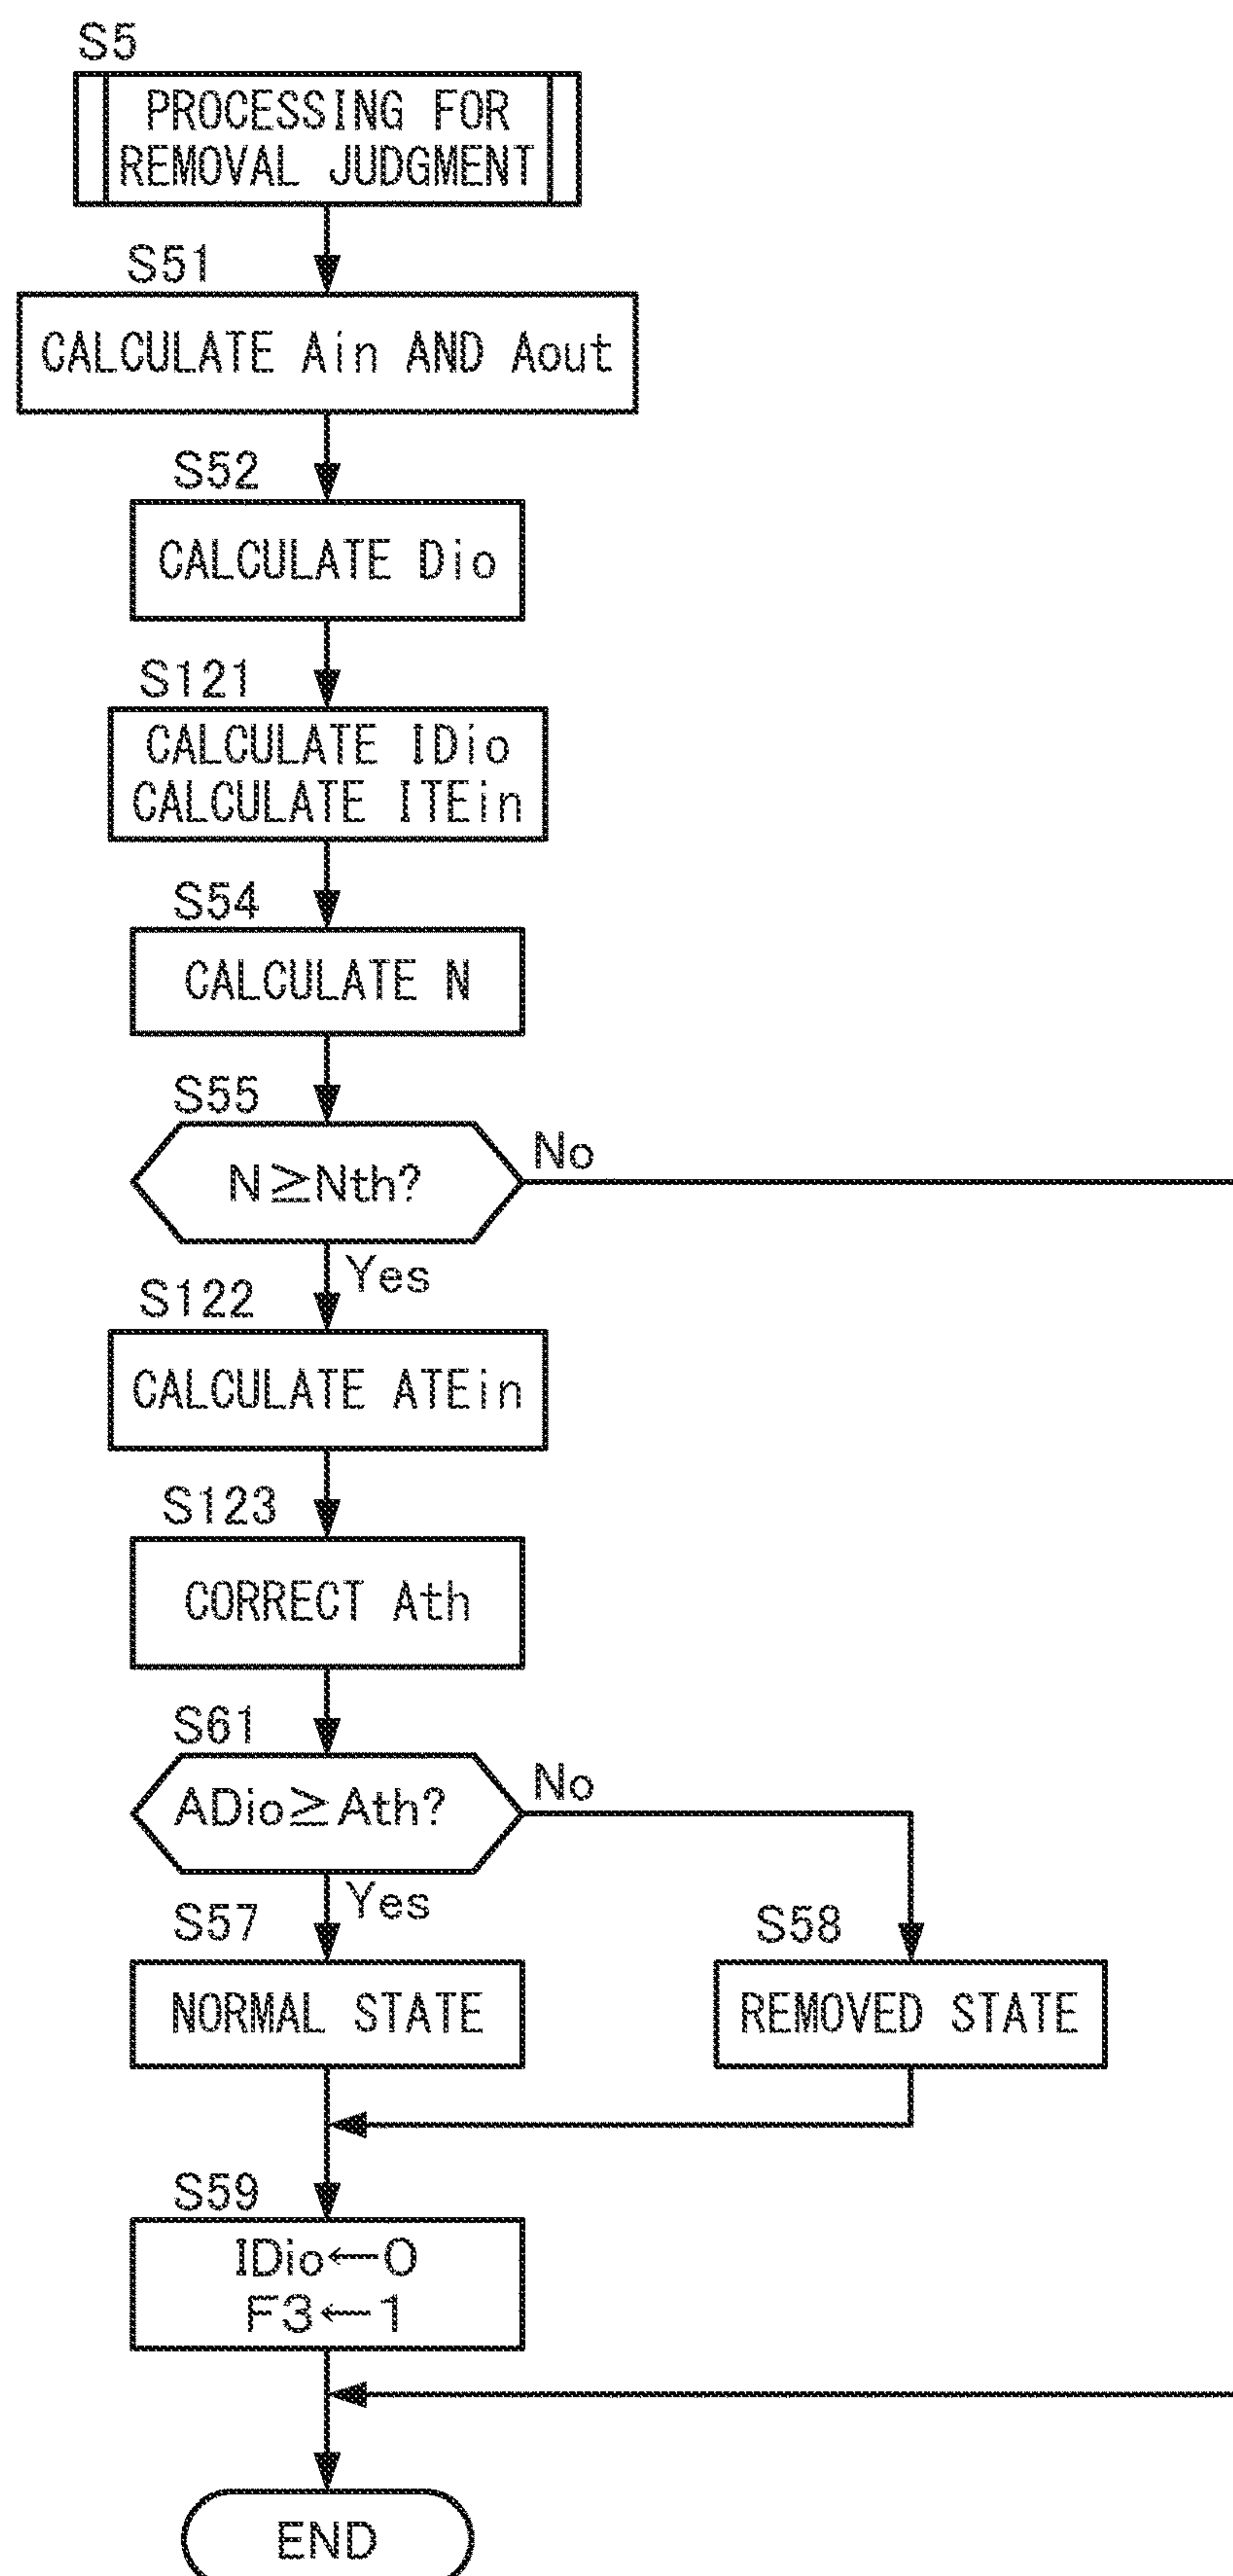 S5
PROCESSING FOR
REMOVAL JUDGMENT
S51
CALCULATE Ain AND Aout
S52
CALCULATE Dio
S121
CALCULATE IDio
CALCULATE ITEin
S54
CALCULATE N
S55
N≧Nth?
No
Yes
S122
CALCULATE ATEin
S123
CORRECT Ath
S61
ADio≧Ath?
No
Yes
S57
NORMAL STATE
S58
REMOVED STATE
S59
IDio←0
F3←1
END